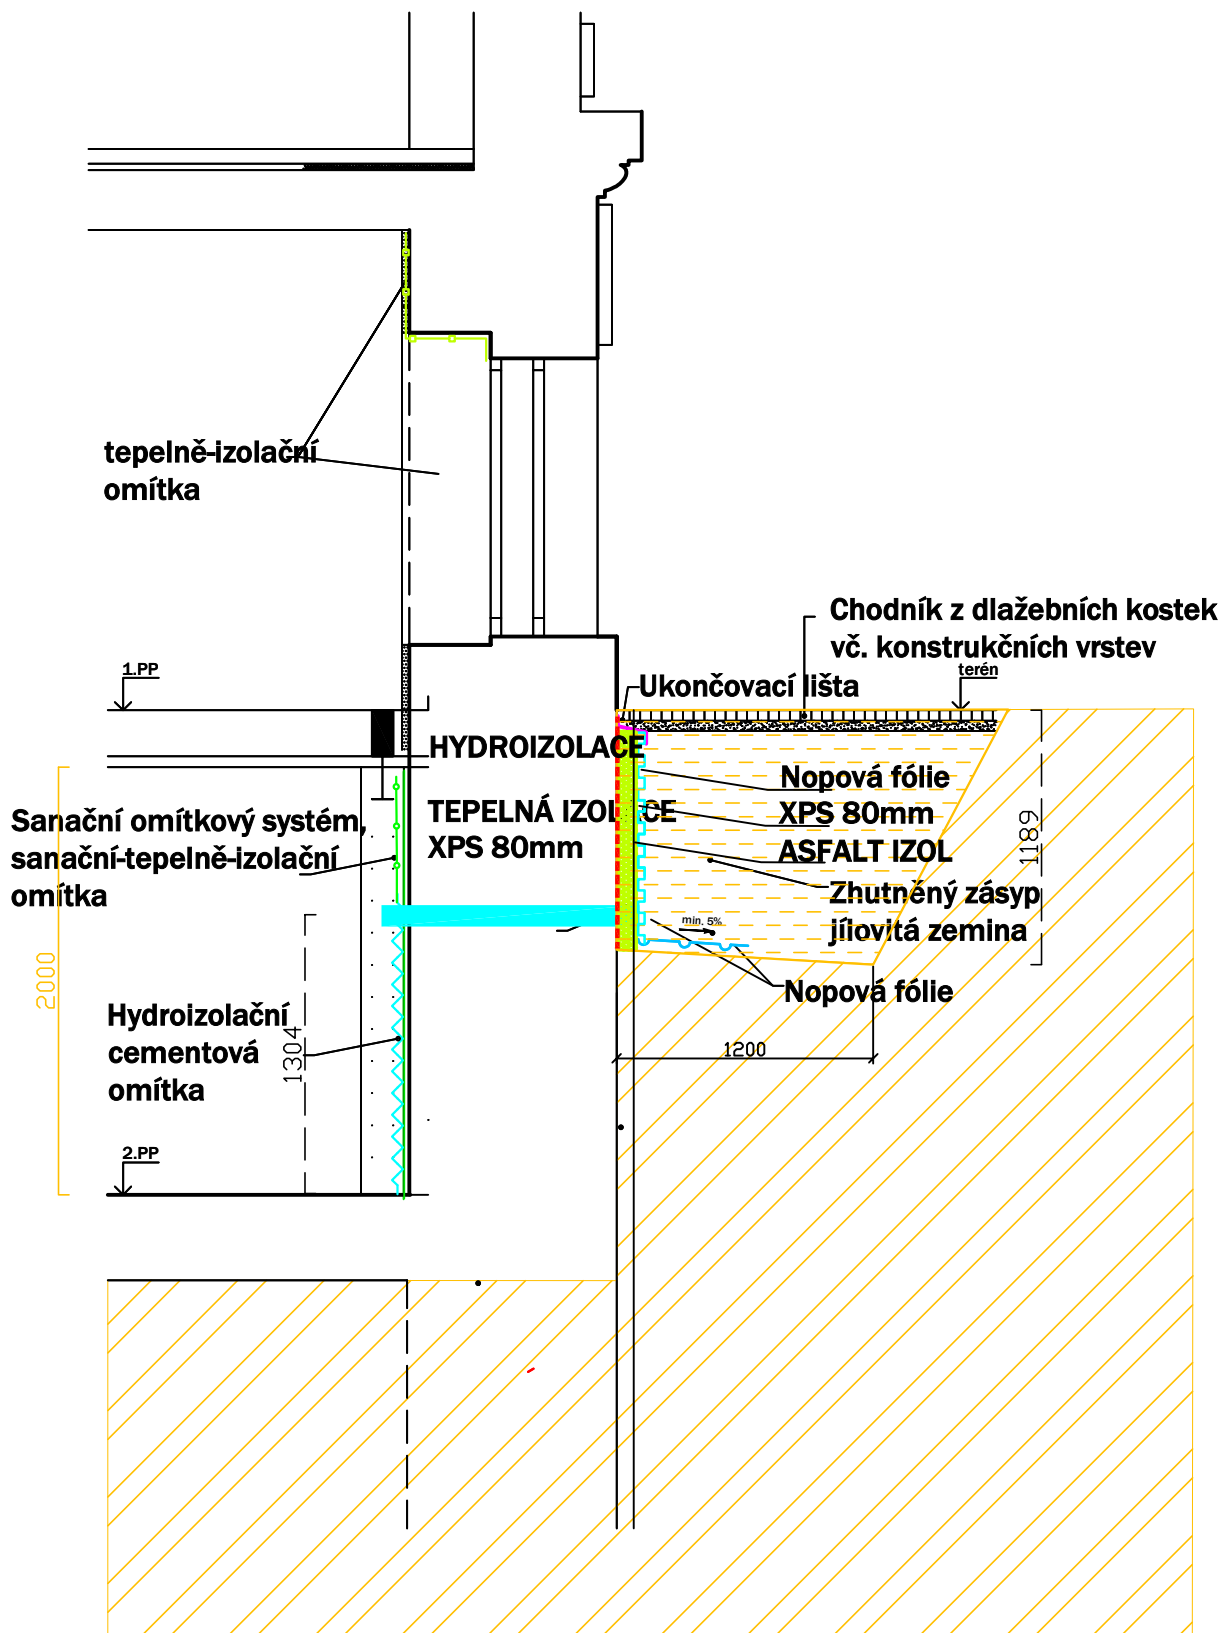 tepelně-izolační
omítka
Chodník z dlažebních kostek
vč. konstrukčních vrstev
1.PP
terén
Ukončovací lišta
HYDROIZOLACE
Nopová fólie
TEPELNÁ IZOLACE
XPS 80mm
XPS 80mm
ASFALT IZOL
Sanační omítkový systém,
sanační-tepelně-izolační
omítka
1189
Zhutněný zásyp
jílovitá zemina
min. 5%
2000
Nopová fólie
Hydroizolační
cementová
omítka
1304
1200
2.PP